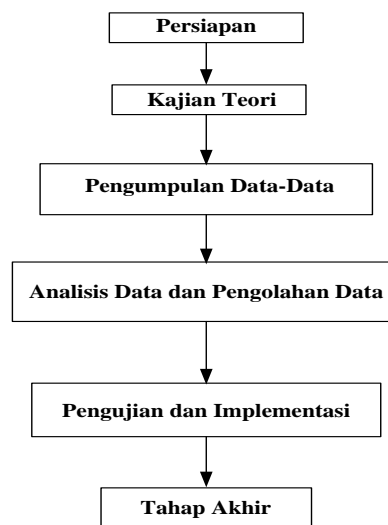 Persiapan
Kajian Teori
Pengumpulan Data-Data
Analisis Data dan Pengolahan Data
Pengujian dan Implementasi
Tahap Akhir